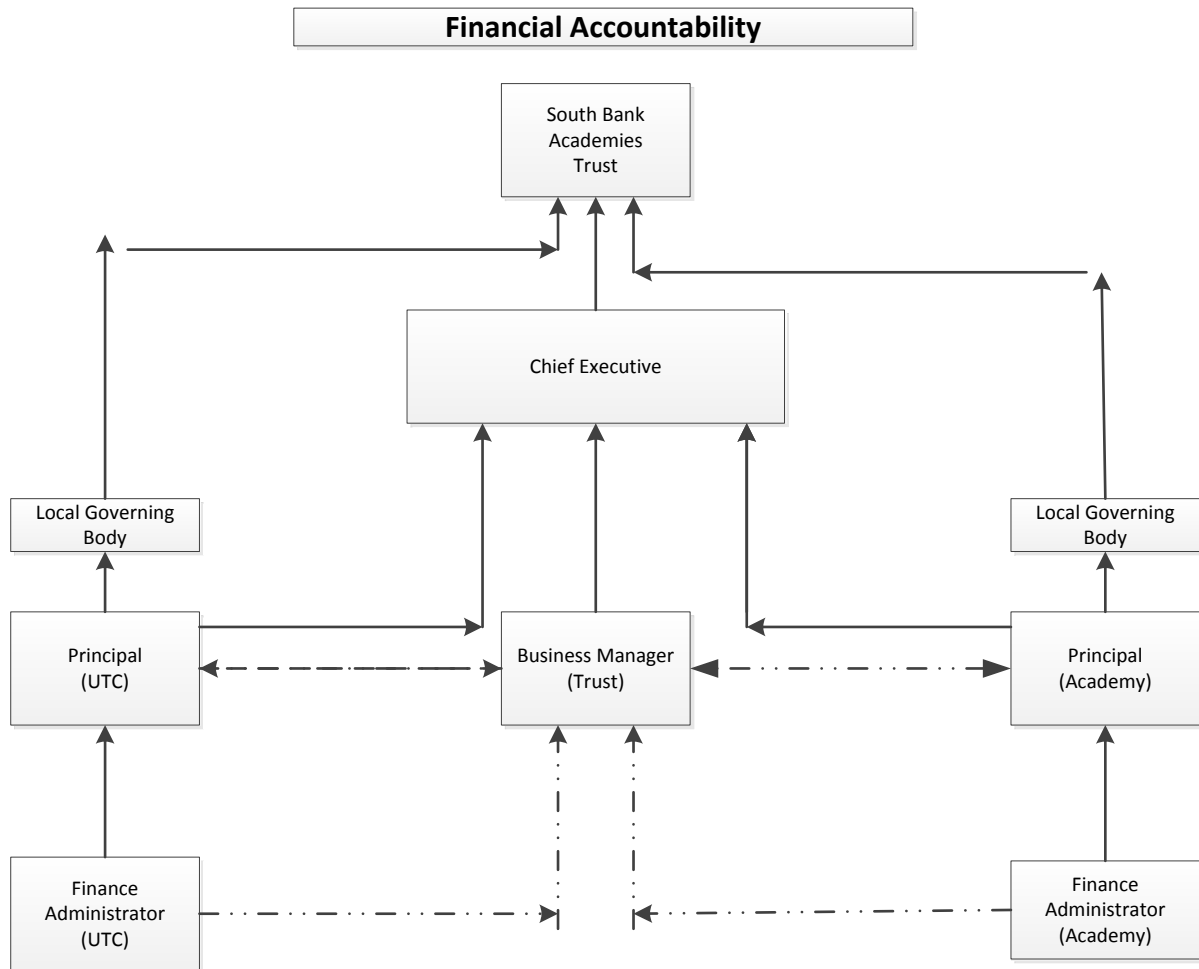 Financial Accountability
South Bank
Academies
Trust
Chief Executive
Local Governing
Body
Local Governing
Body
Principal
(UTC)
Business Manager
(Trust)
Principal
(Academy)
Finance
Administrator
(UTC)
Finance
Administrator
(Academy)